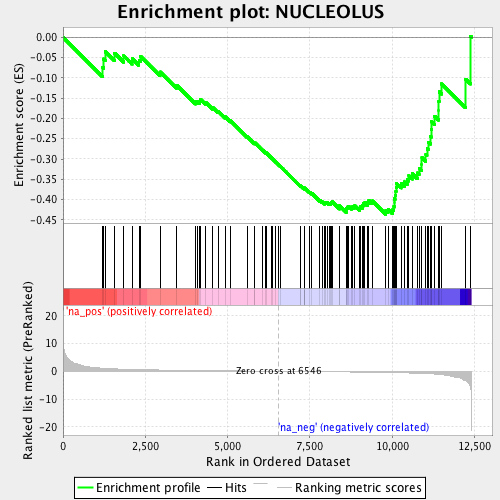 Enrichment plot: NUCLEOLUS
Enrichment score (ES)
0.00
-0.05
-0.10
-0.15
-0.20
-0.25
-0.30
-0.35
-0.40
-0.45
'na_pos' (positively correlated)
Ranked list metric (PreRanked)
20
10
0
-10
-20
Zero cross at 6546
'na_neg' (negatively correlated)
0
2,500
5,000
7,500
10,000
12,500
Rank in Ordered Dataset
Enrichment profile
Hits
Ranking metric scores